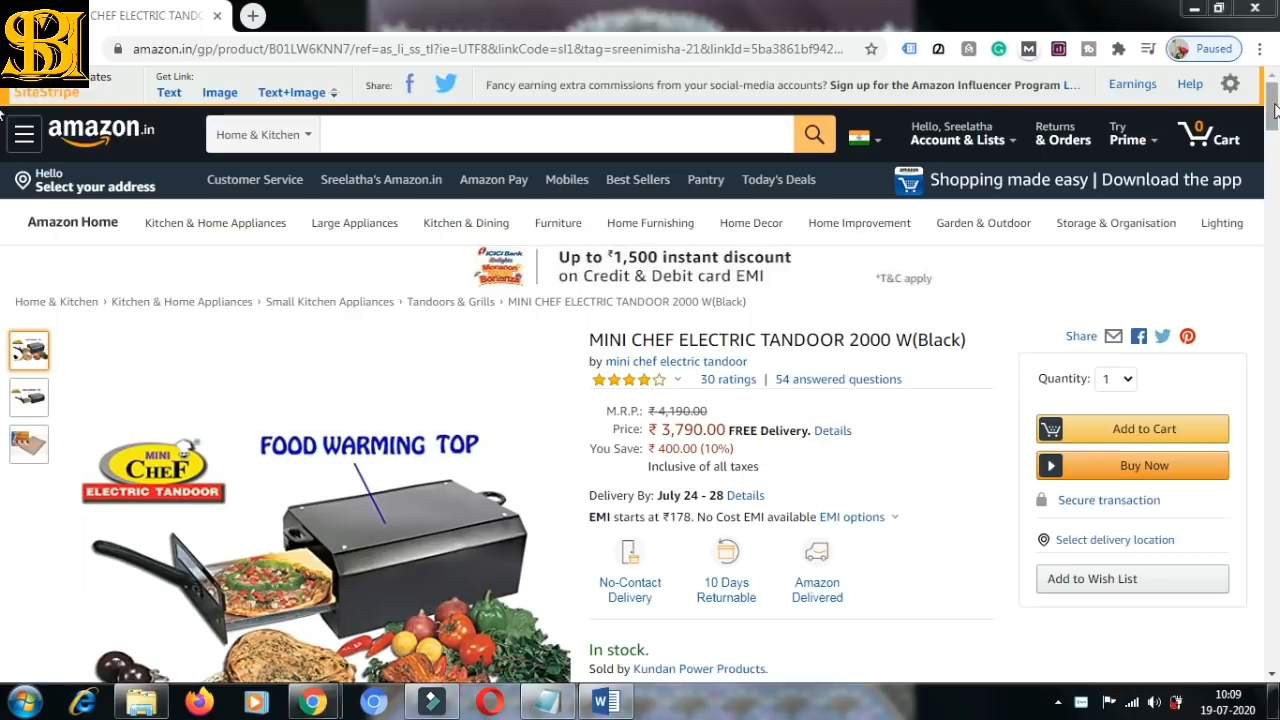 SBI
CHEF ELECTRIC TANDO
amazon.in/gp/product/B01LW6KNN7/ref=as_li_ss_tl?ie=UTF8&linkCode=sl1&tag=sreenimisha-21&linkId=5ba3861bf942...
Paused
ates
SiteStripe
Get Link:
Text Image Text+Image
Share:
Fancy earning extra commissions from your social-media accounts? Sign up for the Amazon Influencer Program L...
Earnings Help
amazon.in
Home & Kitchen
Hello, Sreelatha
Account & Lists
Returns
& Orders
Try
Prime
0
Cart
Hello
Select your address
Customer Service Sreelatha's Amazon.in Amazon Pay Mobiles Best Sellers Pantry Today's Deals
Shopping made easy | Download the app
Amazon Home Kitchen & Home Appliances Large Appliances Kitchen & Dining Furniture Home Furnishing Home Decor Home Improvement Garden & Outdoor Storage & Organisation Lighting
ICICI Bank
Up to ₹1,500 instant discount
on Credit & Debit card EMI
*T&C apply
Home & Kitchen › Kitchen & Home Appliances › Small Kitchen Appliances › Tandoors & Grills › MINI CHEF ELECTRIC TANDOOR 2000 W(Black)
MINI CHEF ELECTRIC TANDOOR 2000 W(Black)
by mini chef electric tandoor
30 ratings | 54 answered questions
M.R.P.: ₹ 4,190.00
Price: ₹ 3,790.00 FREE Delivery. Details
You Save: ₹ 400.00 (10%)
Inclusive of all taxes
Delivery By: July 24 - 28 Details
EMI starts at ₹178. No Cost EMI available EMI options
No-Contact
Delivery
10 Days
Returnable
Amazon
Delivered
In stock.
Sold by Kundan Power Products.
Share
Quantity: 1
Add to Cart
Buy Now
Secure transaction
Select delivery location
Add to Wish List
FOOD WARMING TOP
MINI
CHEF
ELECTRIC TANDOOR
10:09
19-07-2020